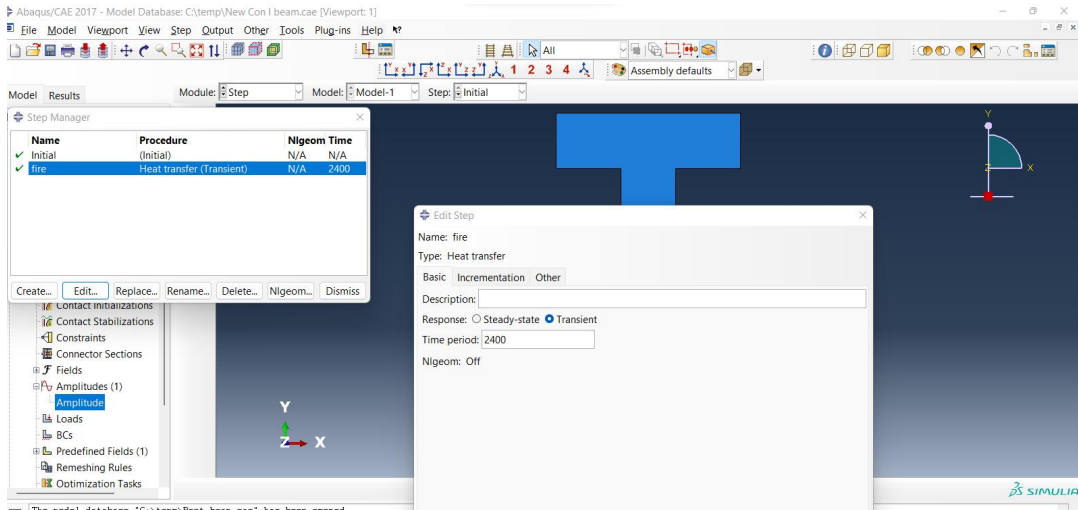 Abaqus/CAE 2017 - Model Database: C:\temp\New Con I beam.cae [Viewport: 1]
File Model Viewport View Step Output Other Tools Plug-ins Help
All
1 2 3 4 Assembly defaults
Model Results
Module: Step Model: Model-1 Step: Initial
Step Manager
Name Procedure Nlgeom Time
Initial (Initial) N/A N/A
fire Heat transfer (Transient) N/A 2400
Create... Edit... Replace... Rename... Delete... Nlgeom... Dismiss
Contact Initializations
Contact Stabilizations
Constraints
Connector Sections
Fields
Amplitudes (1)
Amplitude
Loads
BCs
Predefined Fields (1)
Remeshing Rules
Optimization Tasks
Y
Z X
Y
Z X
Edit Step
Name: fire
Type: Heat transfer
Basic Incrementation Other
Description:
Response: Steady-state Transient
Time period: 2400
Nlgeom: Off
SIMULIA